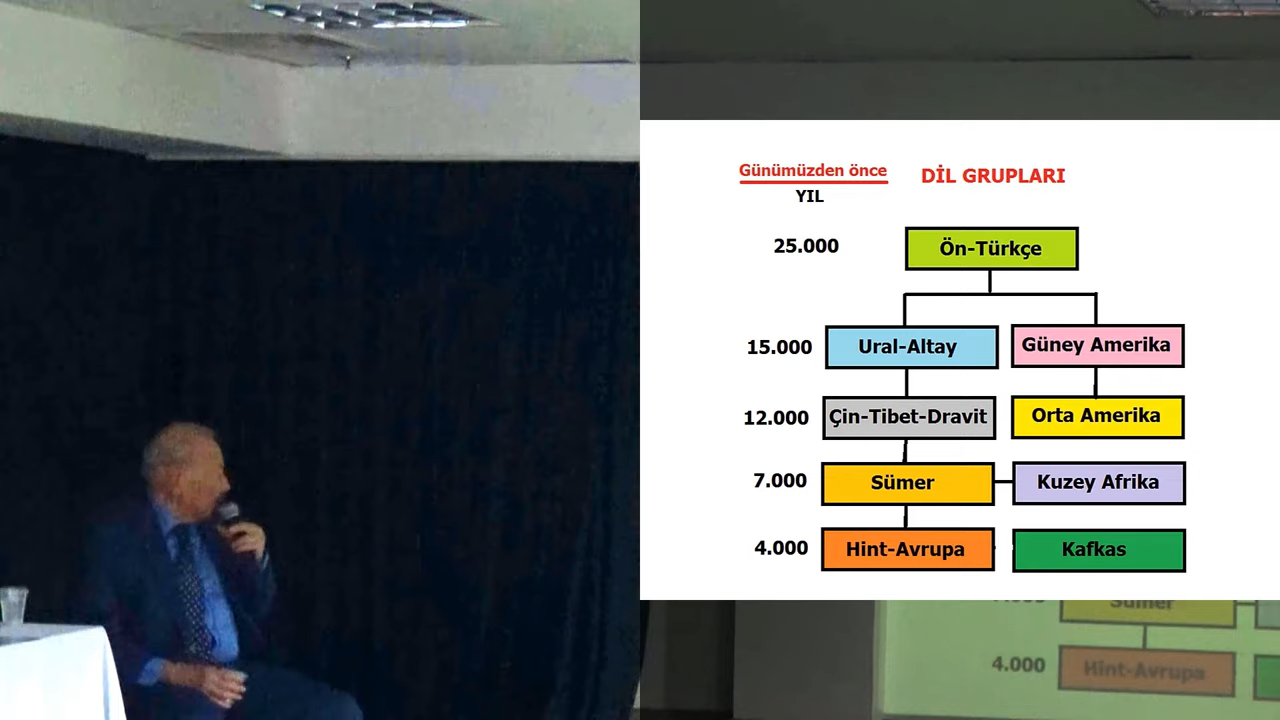 Günümüzden önce
DİL GRUPLARI
YIL
25.000
Ön-Türkçe
15.000
Ural-Altay
Güney Amerika
12.000
Çin-Tibet-Dravit
Orta Amerika
7.000
Sümer
Kuzey Afrika
4.000
Hint-Avrupa
Kafkas
Sümer
4.000
Hint-Avrupa